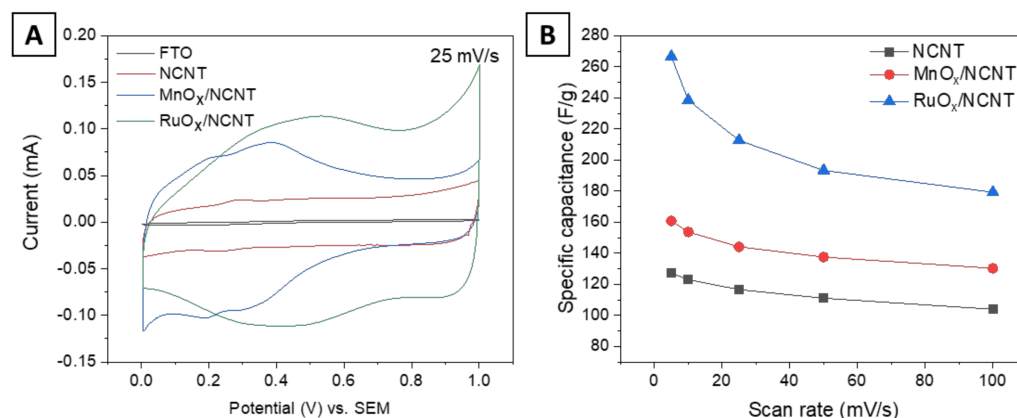 A
0.20
0.15
0.10
0.05
0.00
-0.05
-0.10
-0.15
Current (mA)
FTO
NCNT
MnOX/NCNT
RuOX/NCNT
25 mV/s
0.0 0.2 0.4 0.6 0.8 1.0
Potential (V) vs. SEM
B
280
260
240
220
200
180
160
140
120
100
80
Specific capacitance (F/g)
NCNT
MnOx/NCNT
RuOx/NCNT
0 20 40 60 80 100
Scan rate (mV/s)